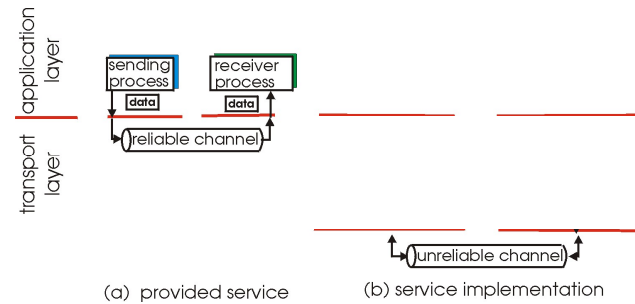 application
layer
transport
layer
sending
process
receiver
process
data
data
reliable channel
unreliable channel
(a) provided service
(b) service implementation